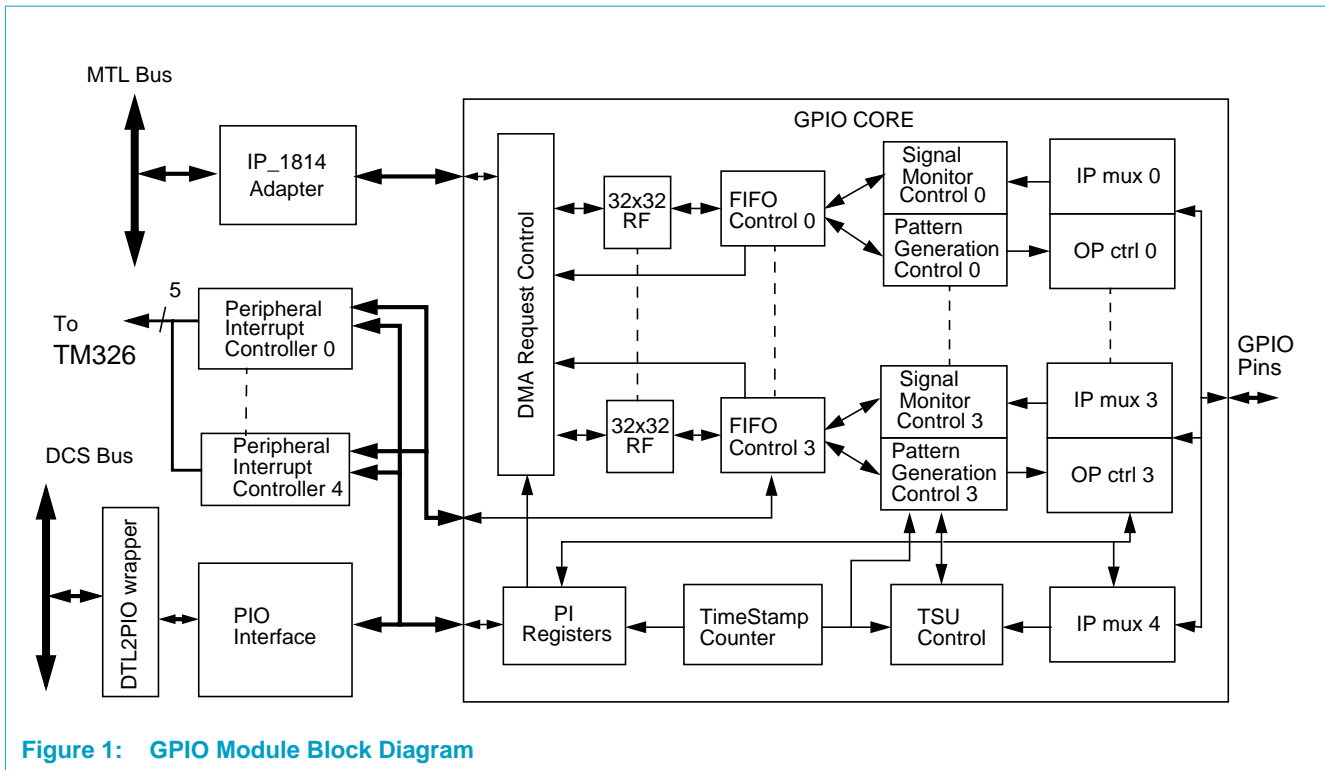 MTL Bus
IP_1814
Adapter
5
To
TM326
Peripheral
Interrupt
Controller 0
Peripheral
Interrupt
Controller 4
DCS Bus
DTL2PIO wrapper
PIO
Interface
GPIO CORE
DMA Request Control
32x32
RF
FIFO
Control 0
Signal
Monitor
Control 0
Pattern
Generation
Control 0
IP mux 0
OP ctrl 0
32x32
RF
FIFO
Control 3
Signal
Monitor
Control 3
Pattern
Generation
Control 3
IP mux 3
OP ctrl 3
GPIO
Pins
PI
Registers
TimeStamp
Counter
TSU
Control
IP mux 4
Figure 1: GPIO Module Block Diagram